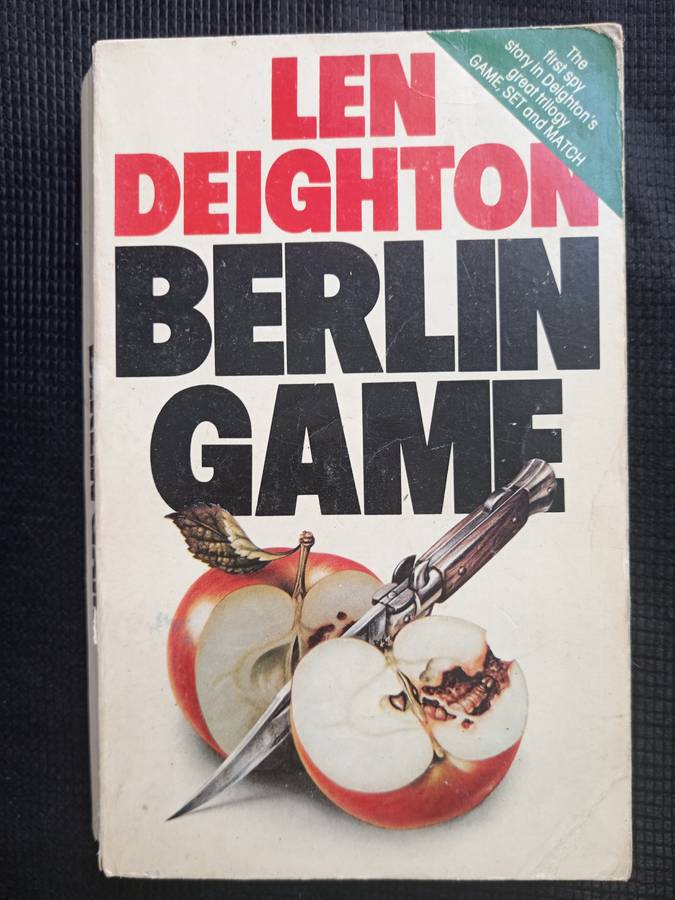 LEN
DEIGHTON
BERLIN
GAME
The
first spy
story in Deighton's
great trilogy
GAME, SET and MATCH